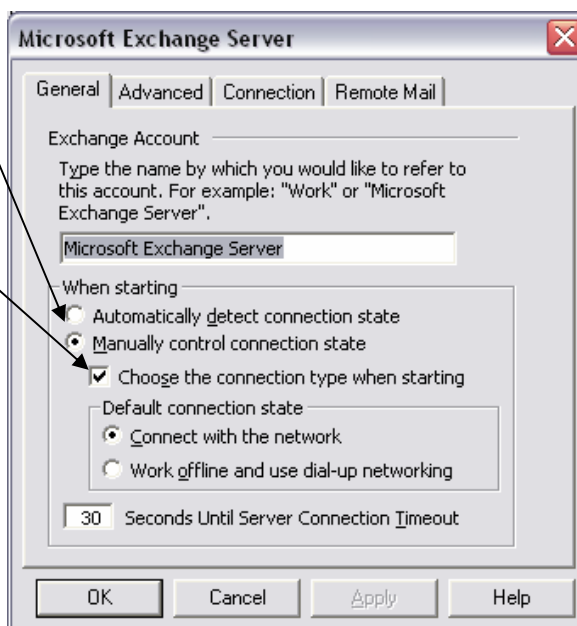 Microsoft Exchange Server
General Advanced Connection Remote Mail
Exchange Account
Type the name by which you would like to refer to
this account. For example: "Work" or "Microsoft
Exchange Server".
Microsoft Exchange Server
When starting
Automatically detect connection state
Manually control connection state
Choose the connection type when starting
Default connection state
Connect with the network
Work offline and use dial-up networking
30 Seconds Until Server Connection Timeout
OK Cancel Apply Help